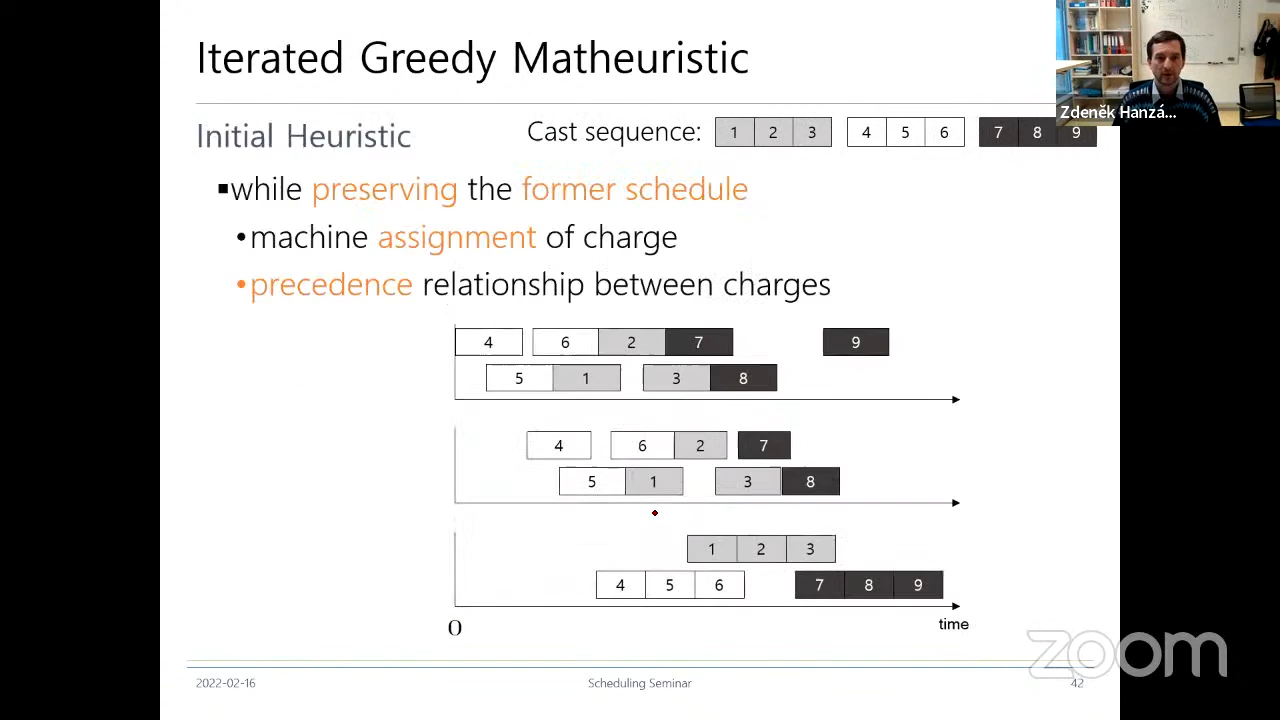 Iterated Greedy Matheuristic
Zdeněk Hanzá...
Initial Heuristic
Cast sequence: 1 2 3 4 5 6 7 8 9
▪while preserving the former schedule
•machine assignment of charge
•precedence relationship between charges
4 6 2 7 9
5 1 3 8
4 6 2 7
5 1 3 8
1 2 3
4 5 6 7 8 9
0
time
zoom
2022-02-16
Scheduling Seminar
42